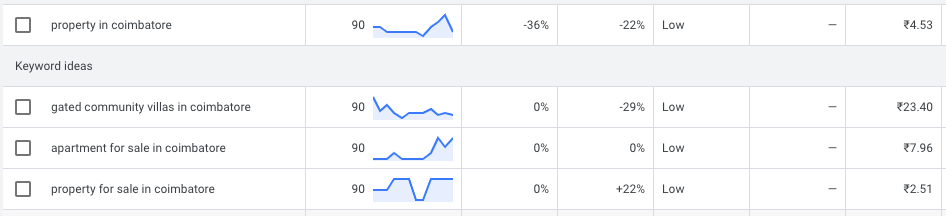 property in coimbatore 90 -36% -22% Low — ₹4.53
Keyword ideas
gated community villas in coimbatore 90 0% -29% Low — ₹23.40
apartment for sale in coimbatore 90 0% 0% Low — ₹7.96
property for sale in coimbatore 90 0% +22% Low — ₹2.51